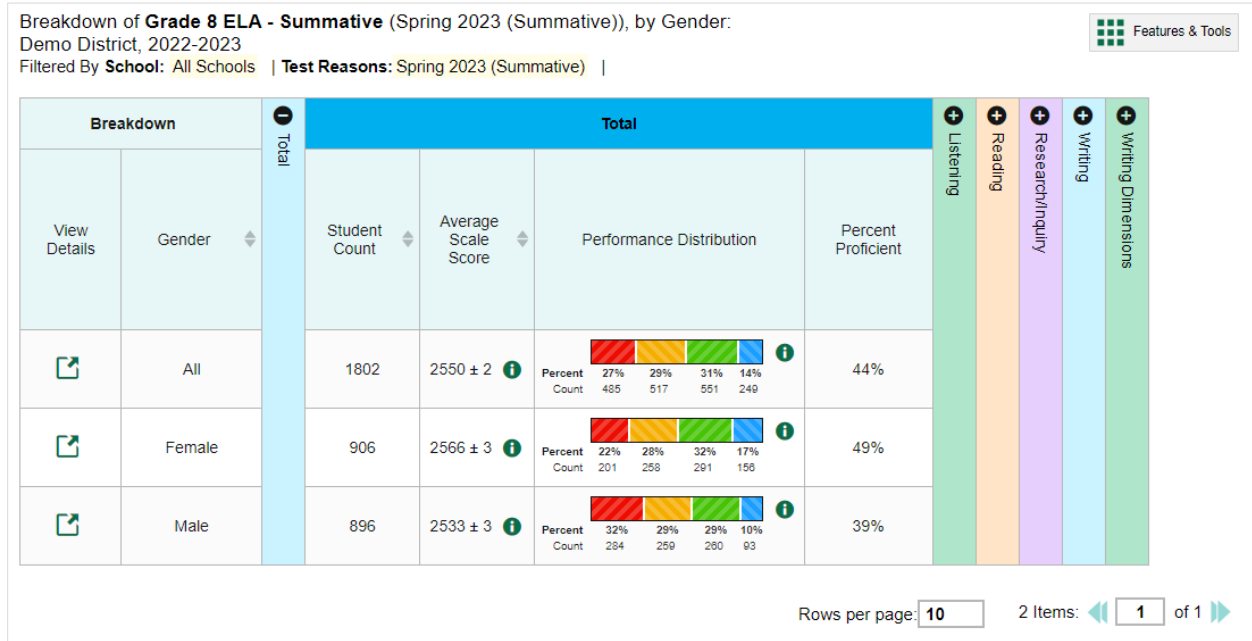 Breakdown of Grade 8 ELA - Summative (Spring 2023 (Summative)), by Gender:
Demo District, 2022-2023
Filtered By School: All Schools | Test Reasons: Spring 2023 (Summative) |
Features & Tools
Breakdown
Total
Total
Listening
Reading
Research/Inquiry
Writing
Writing Dimensions
View
Details
Gender
Student
Count
Average
Scale
Score
Performance Distribution
Percent
Proficient
All
1802
2550 ± 2
Percent 27% 29% 31% 14%
Count 485 517 551 249
44%
Female
906
2566 ± 3
Percent 22% 28% 32% 17%
Count 201 258 291 156
49%
Male
896
2533 ± 3
Percent 32% 29% 29% 10%
Count 284 259 260 93
39%
Rows per page: 10 2 Items: 1 of 1